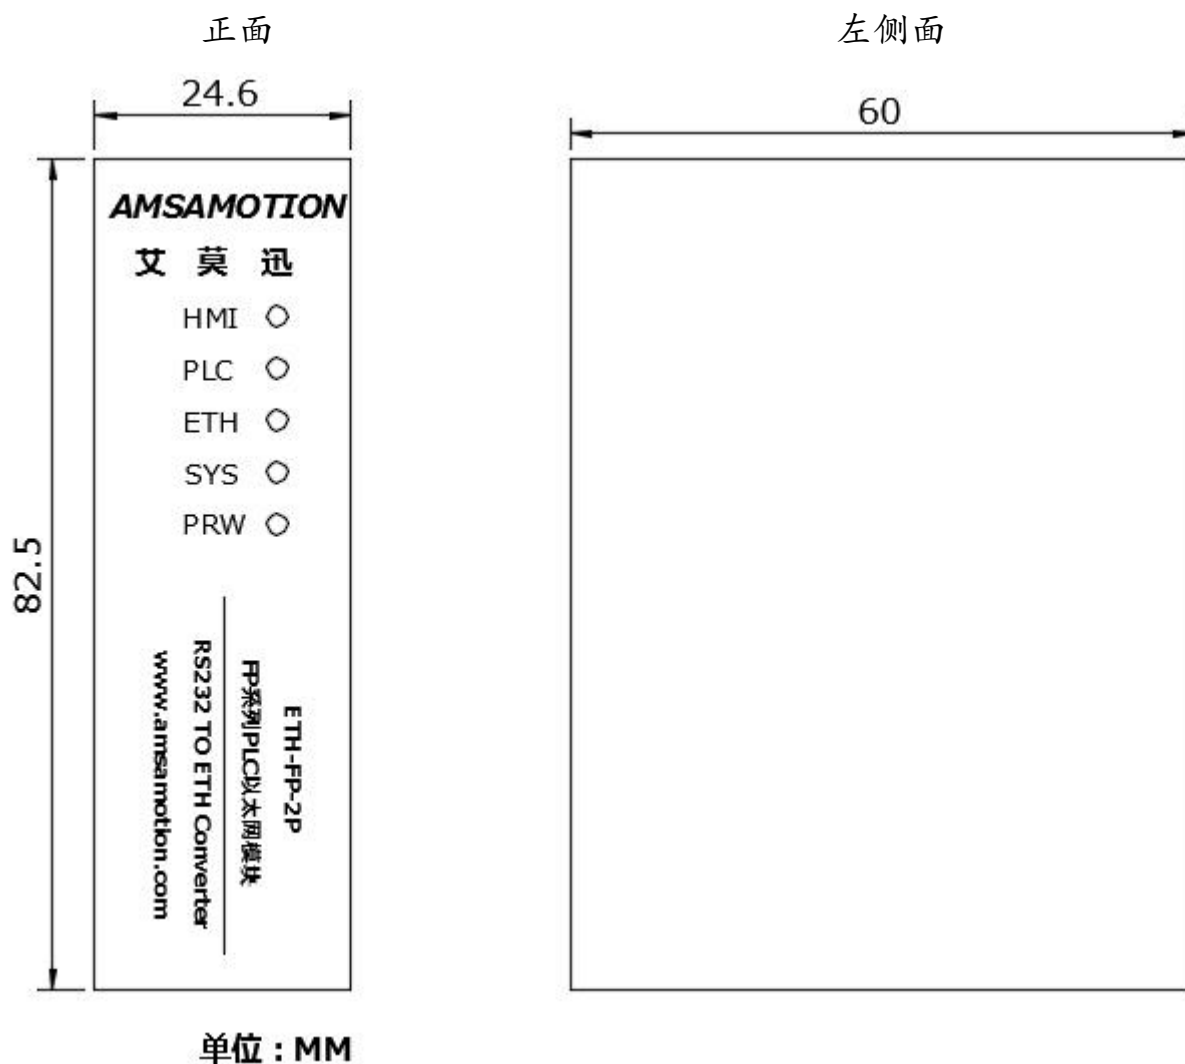 正面
左侧面
24.6
60
82.5
AMSAMOTION
艾莫迅
HMI
PLC
ETH
SYS
PRW
ETH-FP-2P
FP系列PLC以太网模块
RS232 TO ETH Converter
www.amsamotion.com
单位：MM